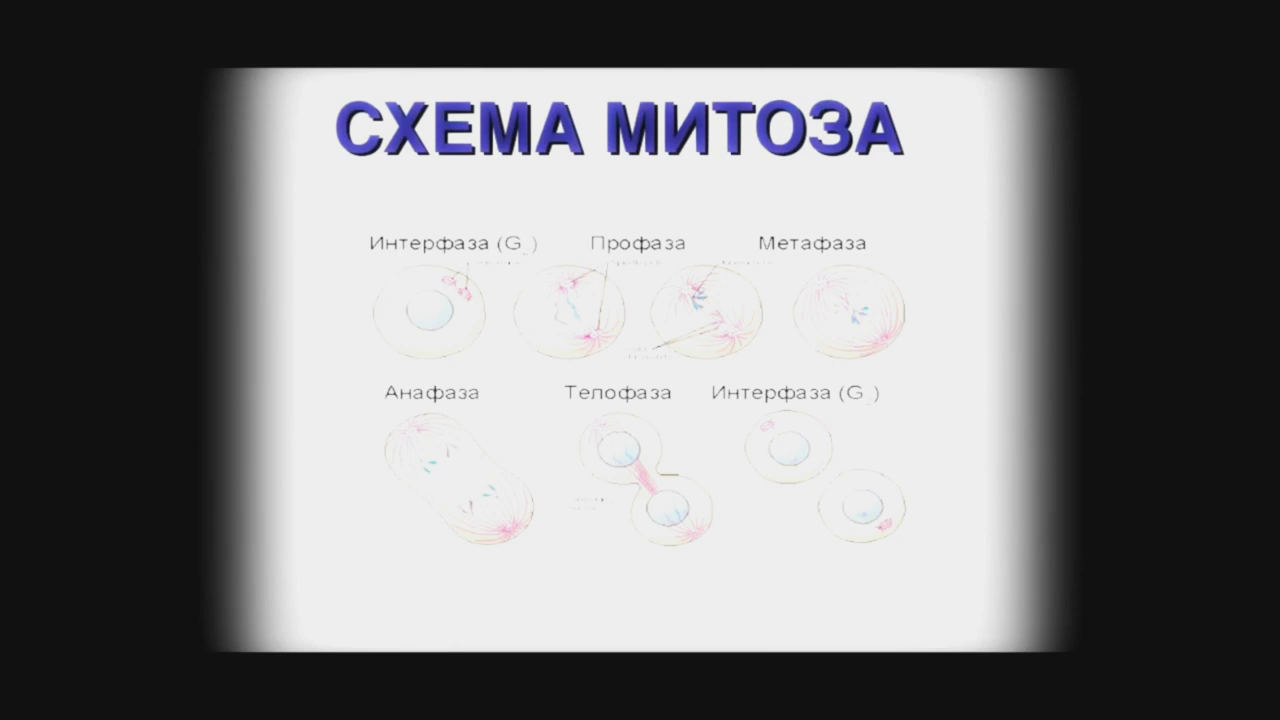 СХЕМА МИТОЗА
Интерфаза (G ) Профаза Метафаза
Анафаза Телофаза Интерфаза (G )